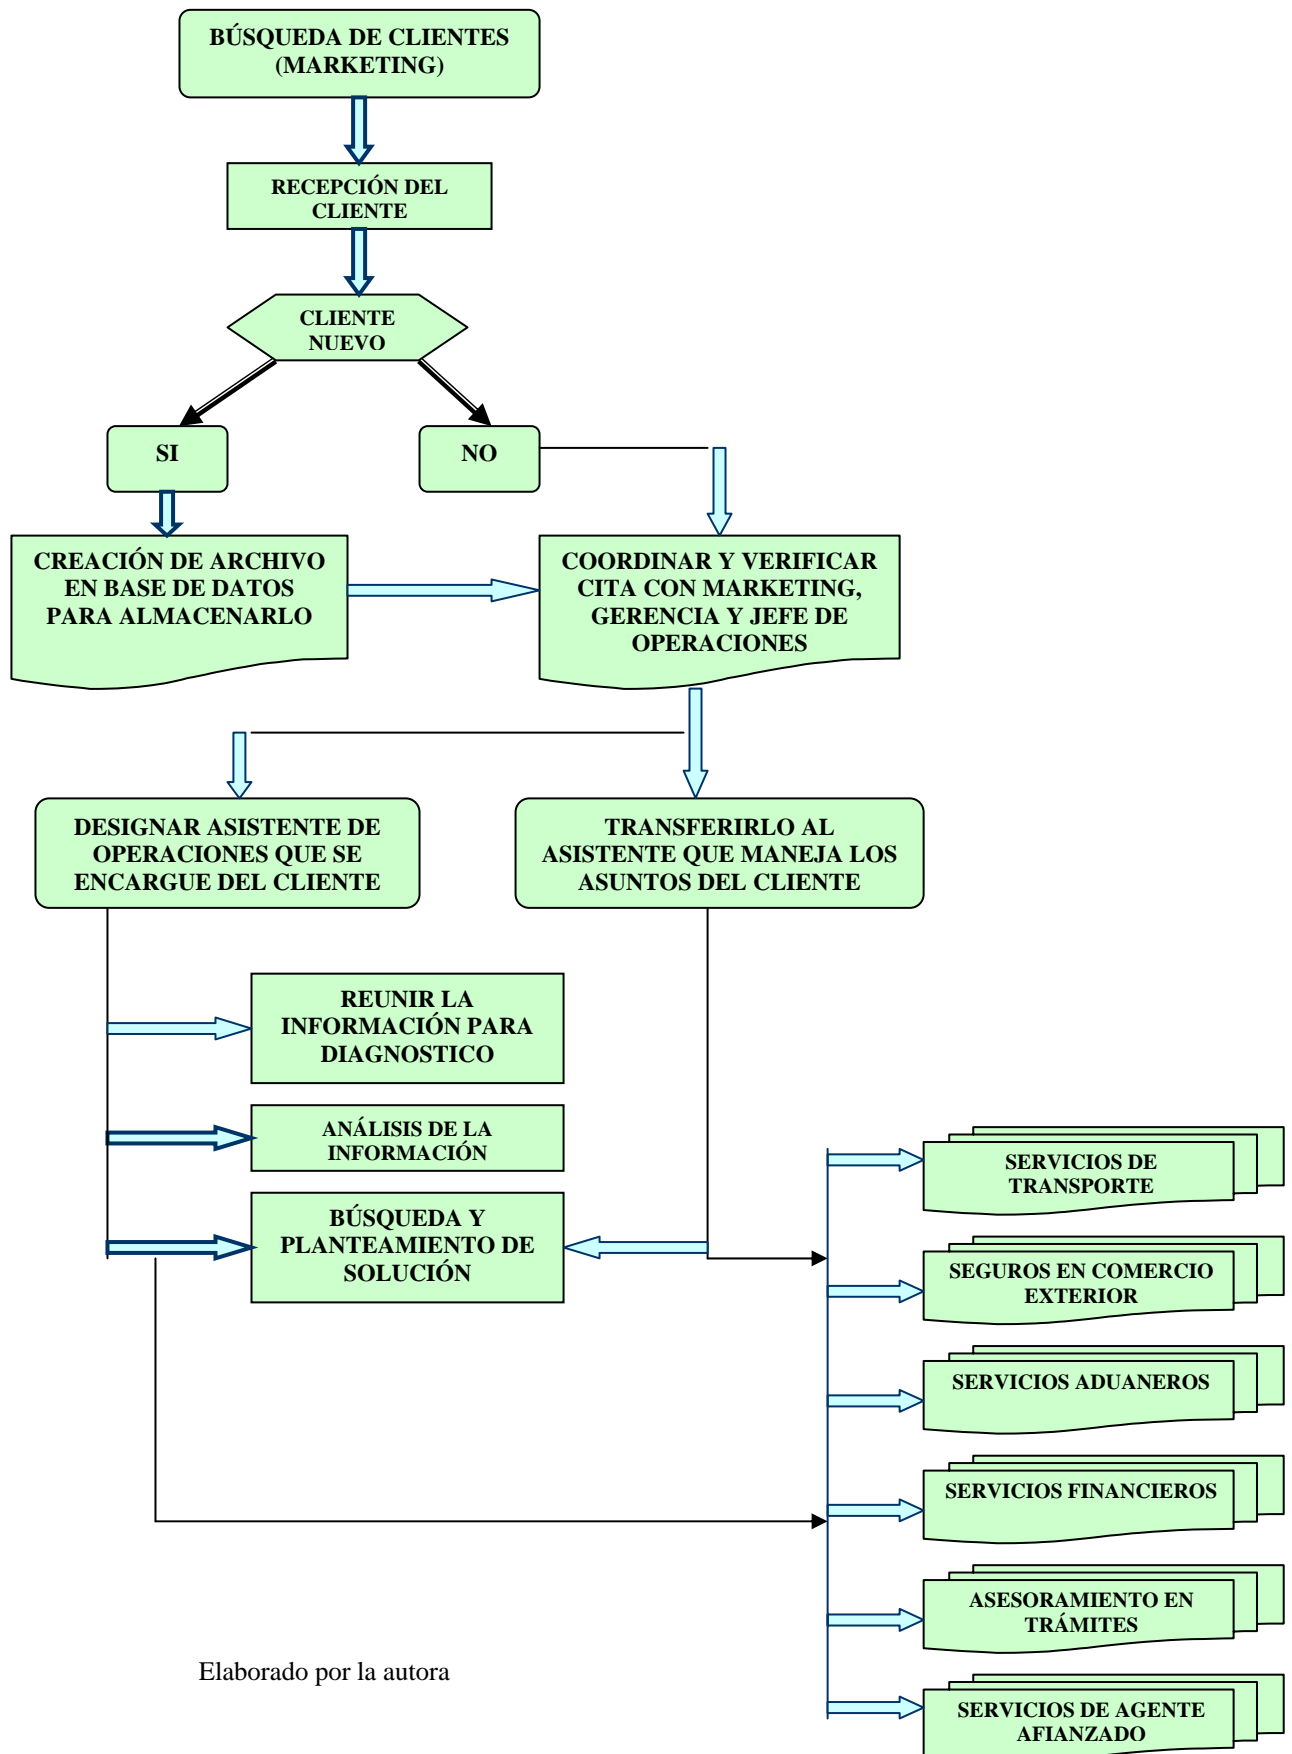 BÚSQUEDA DE CLIENTES
(MARKETING)
RECEPCIÓN DEL
CLIENTE
CLIENTE
NUEVO
SI
NO
CREACIÓN DE ARCHIVO
EN BASE DE DATOS
PARA ALMACENARLO
COORDINAR Y VERIFICAR
CITA CON MARKETING,
GERENCIA Y JEFE DE
OPERACIONES
DESIGNAR ASISTENTE DE
OPERACIONES QUE SE
ENCARGUE DEL CLIENTE
TRANSFERIRLO AL
ASISTENTE QUE MANEJA LOS
ASUNTOS DEL CLIENTE
REUNIR LA
INFORMACIÓN PARA
DIAGNOSTICO
ANÁLISIS DE LA
INFORMACIÓN
BÚSQUEDA Y
PLANTEAMIENTO DE
SOLUCIÓN
SERVICIOS DE
TRANSPORTE
SEGUROS EN COMERCIO
EXTERIOR
SERVICIOS ADUANEROS
SERVICIOS FINANCIEROS
ASESORAMIENTO EN
TRÁMITES
SERVICIOS DE AGENTE
AFIANZADO
Elaborado por la autora